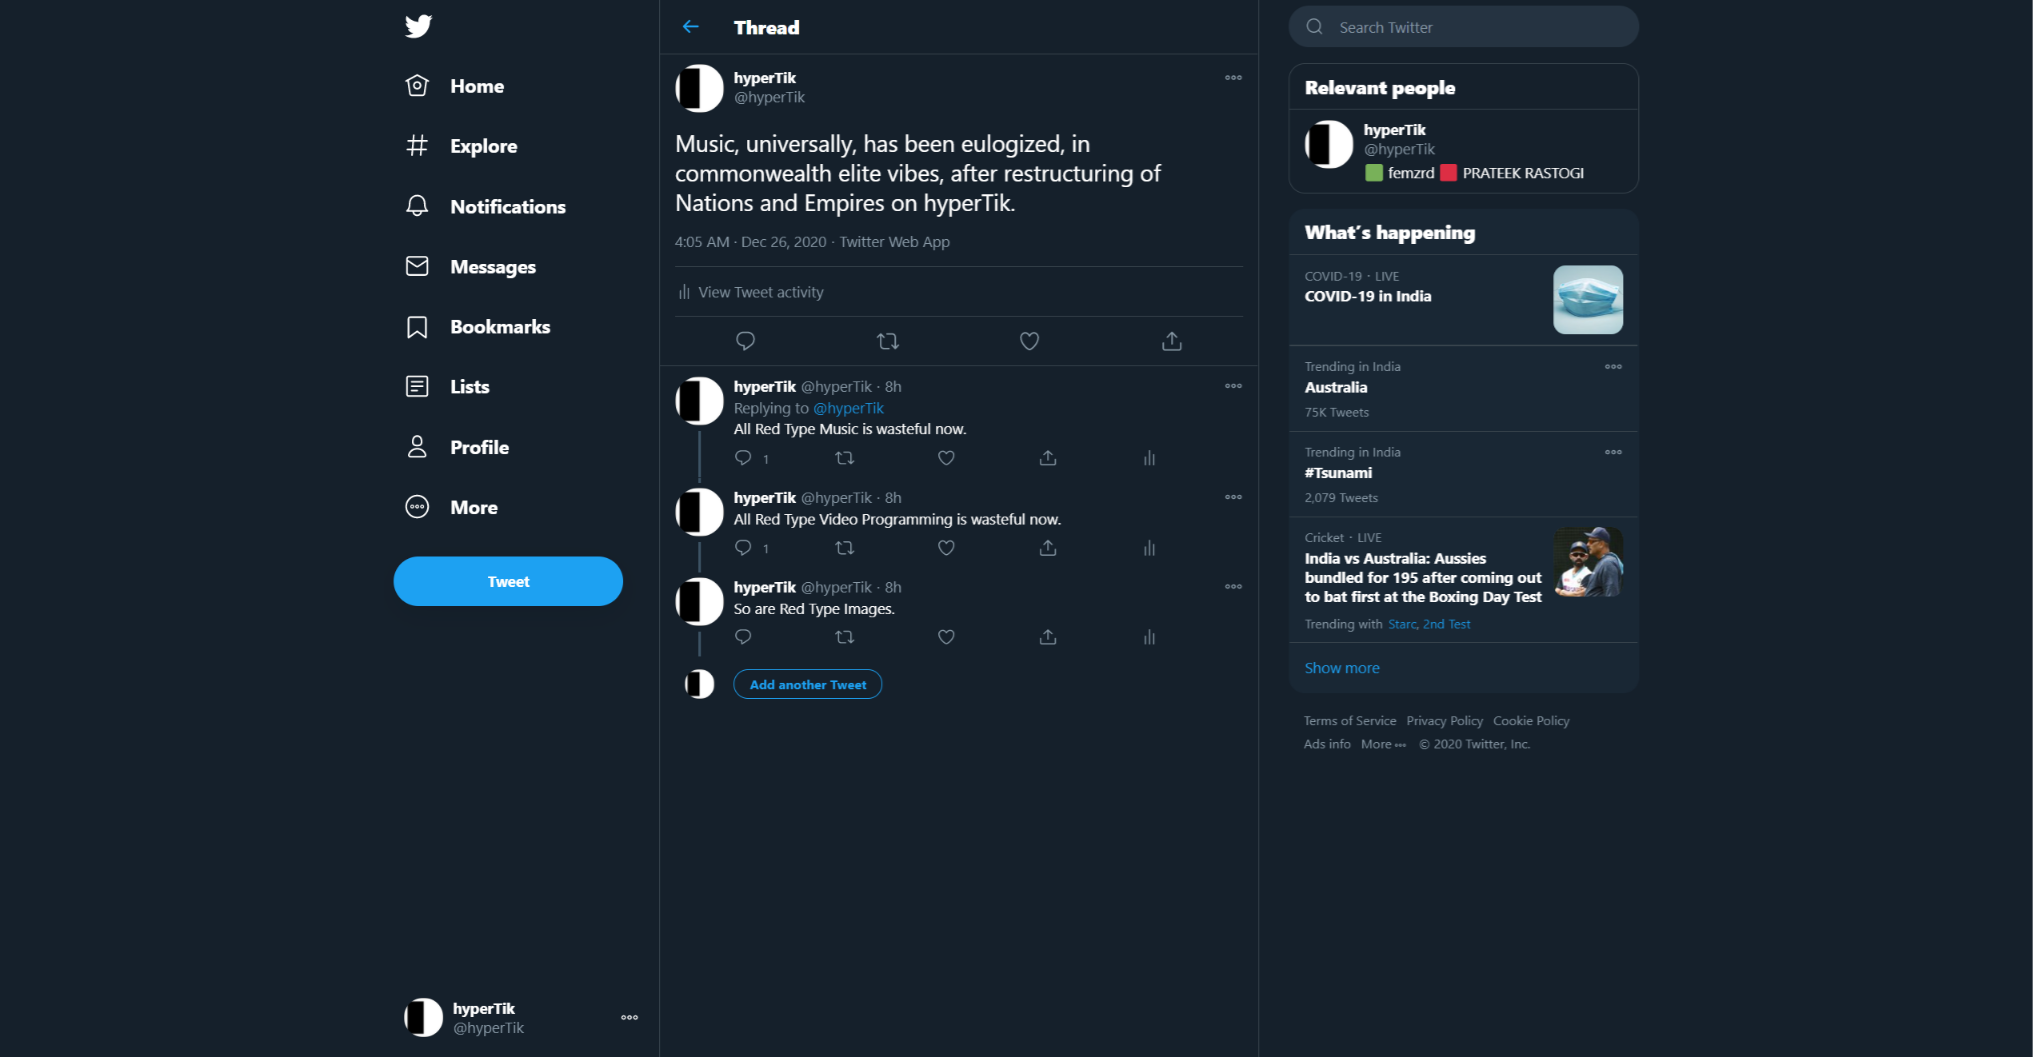 Home
Explore
Notifications
Messages
Bookmarks
Lists
Profile
More
Tweet
hyperTik
@hyperTik
Thread
hyperTik
@hyperTik
Music, universally, has been eulogized, in
commonwealth elite vibes, after restructuring of
Nations and Empires on hyperTik.
4:05 AM · Dec 26, 2020 · Twitter Web App
View Tweet activity
hyperTik @hyperTik · 8h
Replying to @hyperTik
All Red Type Music is wasteful now.
1
hyperTik @hyperTik · 8h
All Red Type Video Programming is wasteful now.
1
hyperTik @hyperTik · 8h
So are Red Type Images.
Add another Tweet
Search Twitter
Relevant people
hyperTik
@hyperTik
🟩 femzrd 🟥 PRATEEK RASTOGI
What's happening
COVID-19 · LIVE
COVID-19 in India
Trending in India
Australia
75K Tweets
Trending in India
#Tsunami
2,079 Tweets
Cricket · LIVE
India vs Australia: Aussies
bundled for 195 after coming out
to bat first at the Boxing Day Test
Trending with Starc, 2nd Test
Show more
Terms of Service Privacy Policy Cookie Policy
Ads info More © 2020 Twitter, Inc.